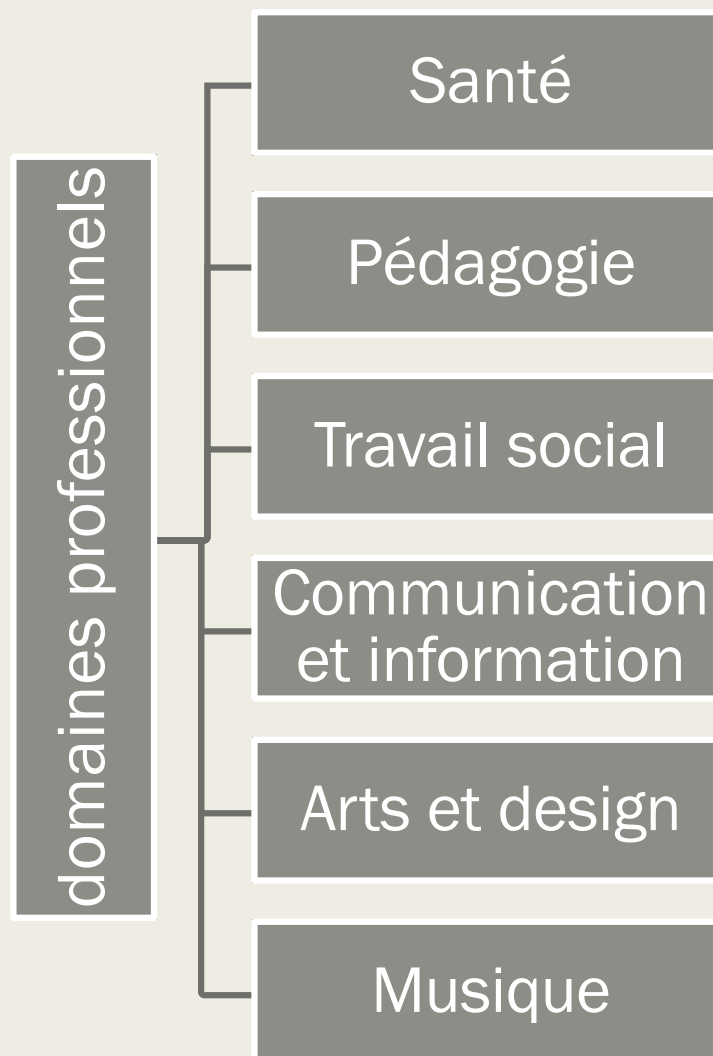 domaines professionnels
Santé
Pédagogie
Travail social
Communication
et information
Arts et design
Musique